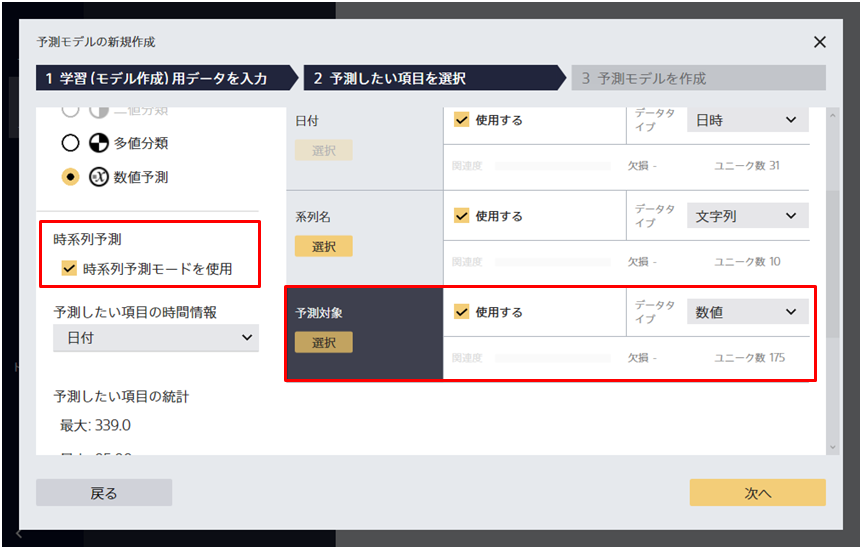 予測モデルの新規作成
1 学習(モデル作成)用データを入力
2 予測したい項目を選択
3 予測モデルを作成
二値分類
多値分類
数値予測
時系列予測
時系列予測モードを使用
予測したい項目の時間情報
日付
予測したい項目の統計
最大: 339.0
日付
選択
使用する
データタイプ
日時
関連度
欠損 -
ユニーク数 31
系列名
選択
使用する
データタイプ
文字列
関連度
欠損 -
ユニーク数 10
予測対象
選択
使用する
データタイプ
数値
関連度
欠損 -
ユニーク数 175
戻る
次へ